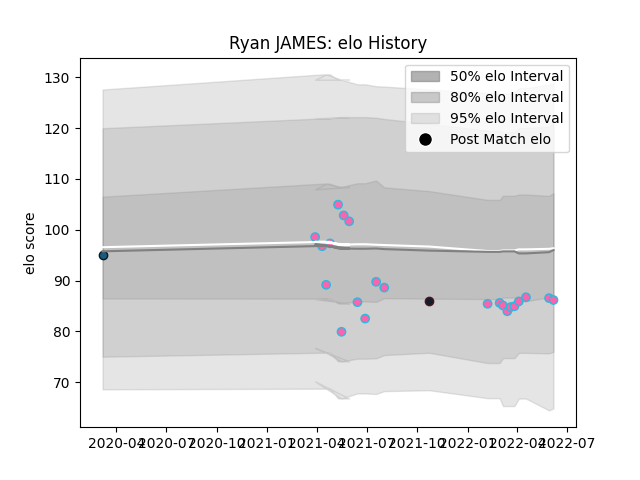 Ryan JAMES: elo History
50% elo Interval
80% elo Interval
95% elo Interval
Post Match elo
elo score
130
120
110
100
90
80
70
2020-04 2020-07 2020-10 2021-01 2021-04 2021-07 2021-10 2022-01 2022-04 2022-07